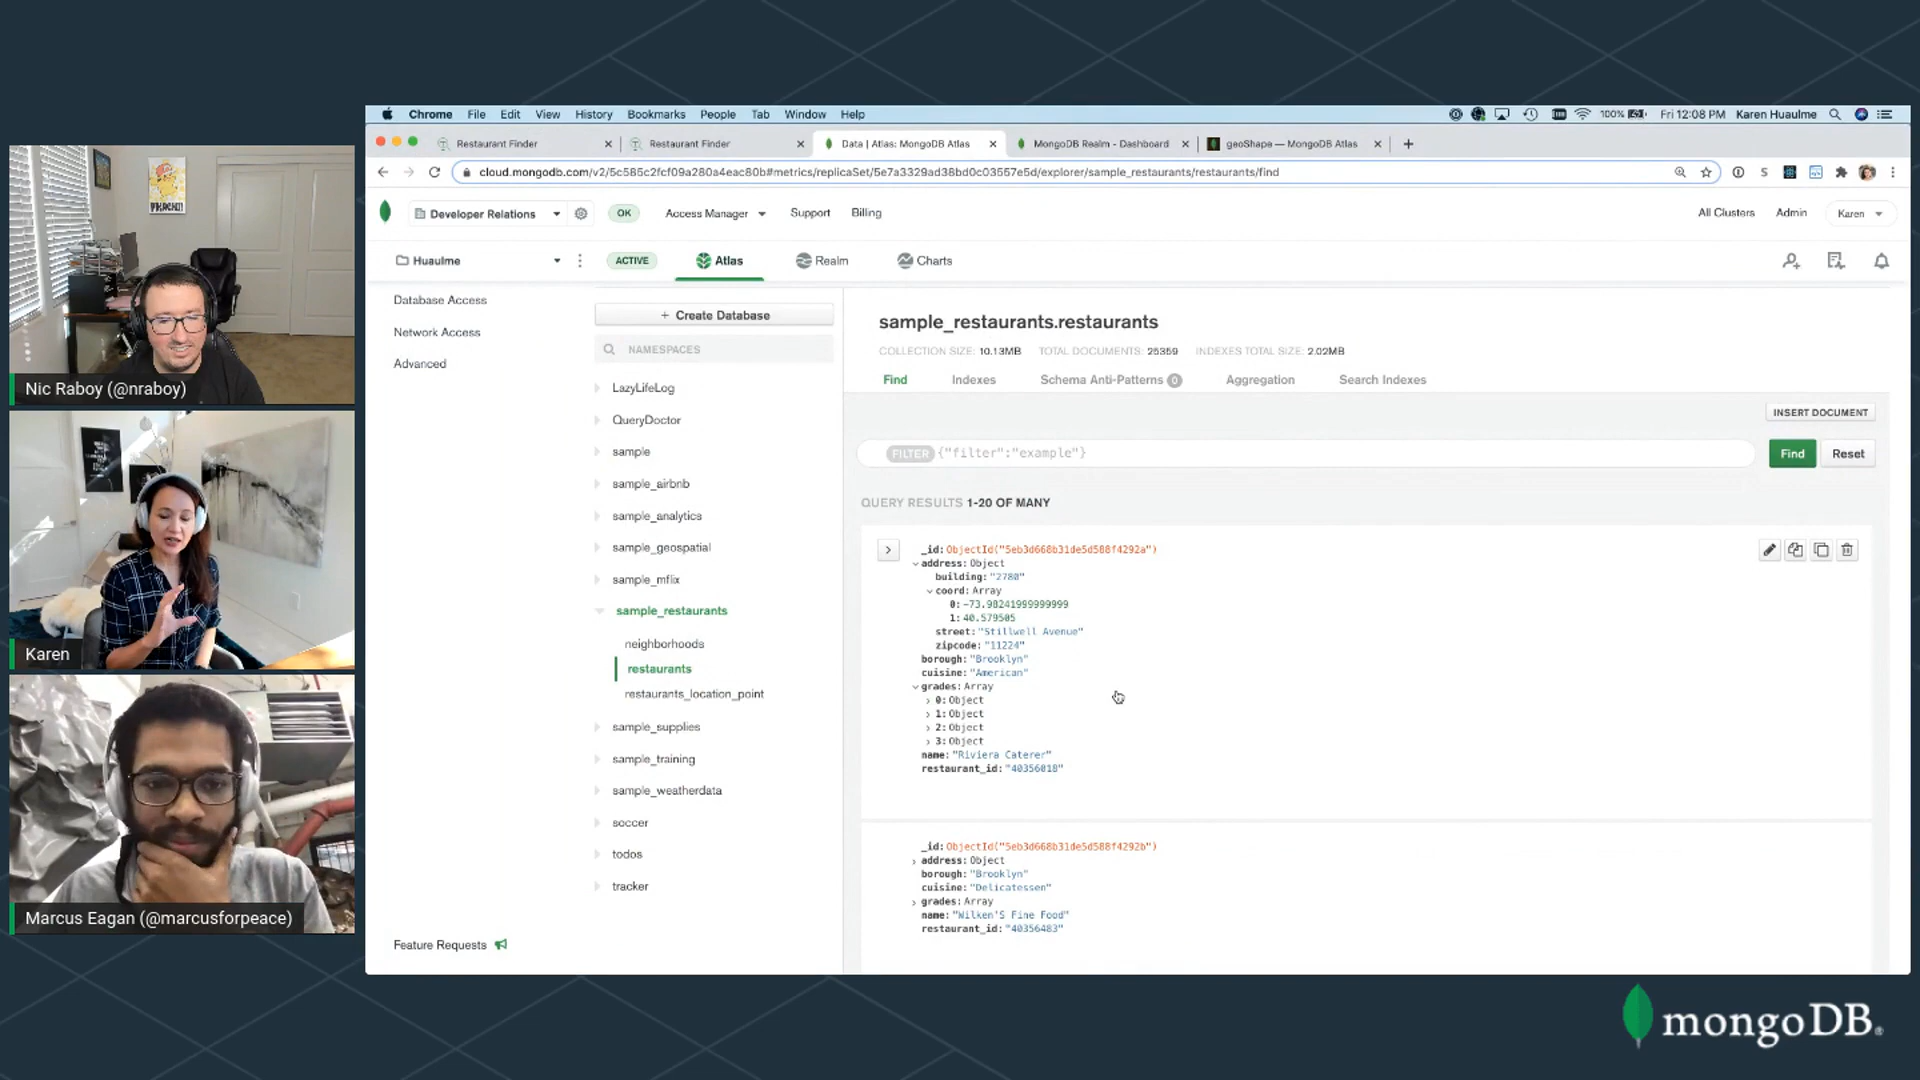 Chrome File Edit View History Bookmarks People Tab Window Help 100% Fri 12:08 PM Karen Huaulme
Restaurant Finder Restaurant Finder Data | Atlas: MongoDB Atlas MongoDB Realm - Dashboard geoShape — MongoDB Atlas
cloud.mongodb.com/v2/5c585c2fcf09a280a4eac80b#metrics/replicaSet/5e7a3329ad38bd0c03557e5d/explorer/sample_restaurants/restaurants/find
Developer Relations OK Access Manager Support Billing All Clusters Admin Karen
Huaulme ACTIVE Atlas Realm Charts
Database Access
Network Access
Advanced
Feature Requests
+ Create Database
NAMESPACES
LazyLifeLog
QueryDoctor
sample
sample_airbnb
sample_analytics
sample_geospatial
sample_mflix
sample_restaurants
neighborhoods
restaurants
restaurants_location_point
sample_supplies
sample_training
sample_weatherdata
soccer
todos
tracker
sample_restaurants.restaurants
COLLECTION SIZE: 10.13MB TOTAL DOCUMENTS: 25359 INDEXES TOTAL SIZE: 2.02MB
Find Indexes Schema Anti-Patterns 0 Aggregation Search Indexes
INSERT DOCUMENT
FILTER {"filter":"example"} Find Reset
QUERY RESULTS 1-20 OF MANY
_id: ObjectId("5eb3d668b31de5d588f4292a")
address: Object
building: "2780"
coord: Array
0: -73.98241999999999
1: 40.579505
street: "Stillwell Avenue"
zipcode: "11224"
borough: "Brooklyn"
cuisine: "American"
grades: Array
0: Object
1: Object
2: Object
3: Object
name: "Riviera Caterer"
restaurant_id: "40356018"
_id: ObjectId("5eb3d668b31de5d588f4292b")
address: Object
borough: "Brooklyn"
cuisine: "Delicatessen"
grades: Array
name: "Wilken'S Fine Food"
restaurant_id: "40356483"
Nic Raboy (@nraboy)
Karen
Marcus Eagan (@marcusforpeace)
mongoDB.